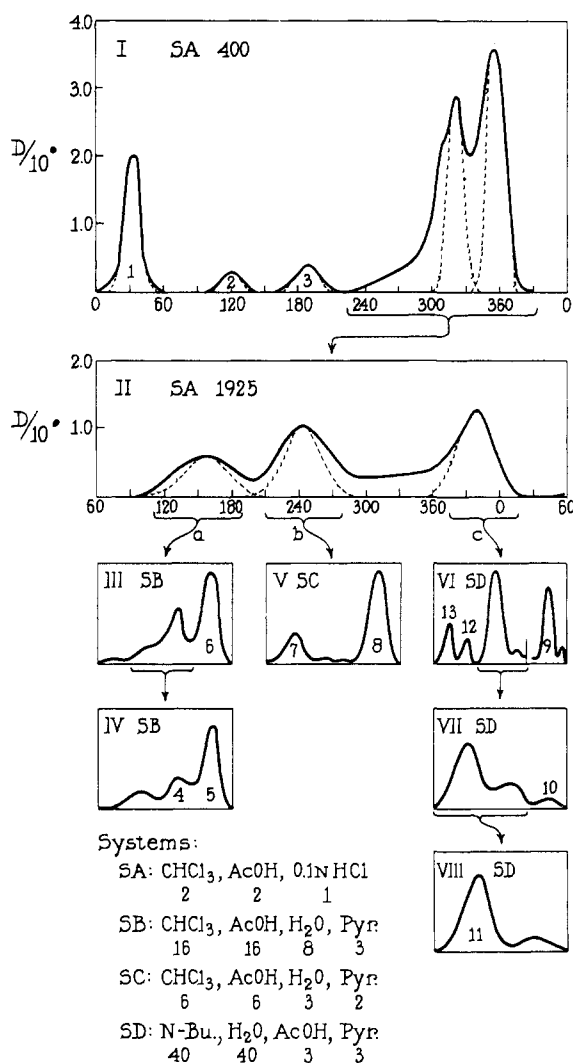 4.0
I SA 400
3.0
D/10°
2.0
1.0
1
2
3
0 60 120 180 240 300 360 0
2.0
II SA 1925
D/10°
1.0
60 120 180 240 300 360 0 60
a b c
III SB
6
V SC
7
8
VI SD
13
12
9
IV SB
4
5
VII SD
10
VIII SD
11
Systems:
SA: CHCl₃, AcOH, 0.1N HCl
2 2 1
SB: CHCl₃, AcOH, H₂O, Pyr.
16 16 8 3
SC: CHCl₃, AcOH, H₂O, Pyr.
6 6 3 2
SD: N-Bu., H₂O, AcOH, Pyr.
40 40 3 3